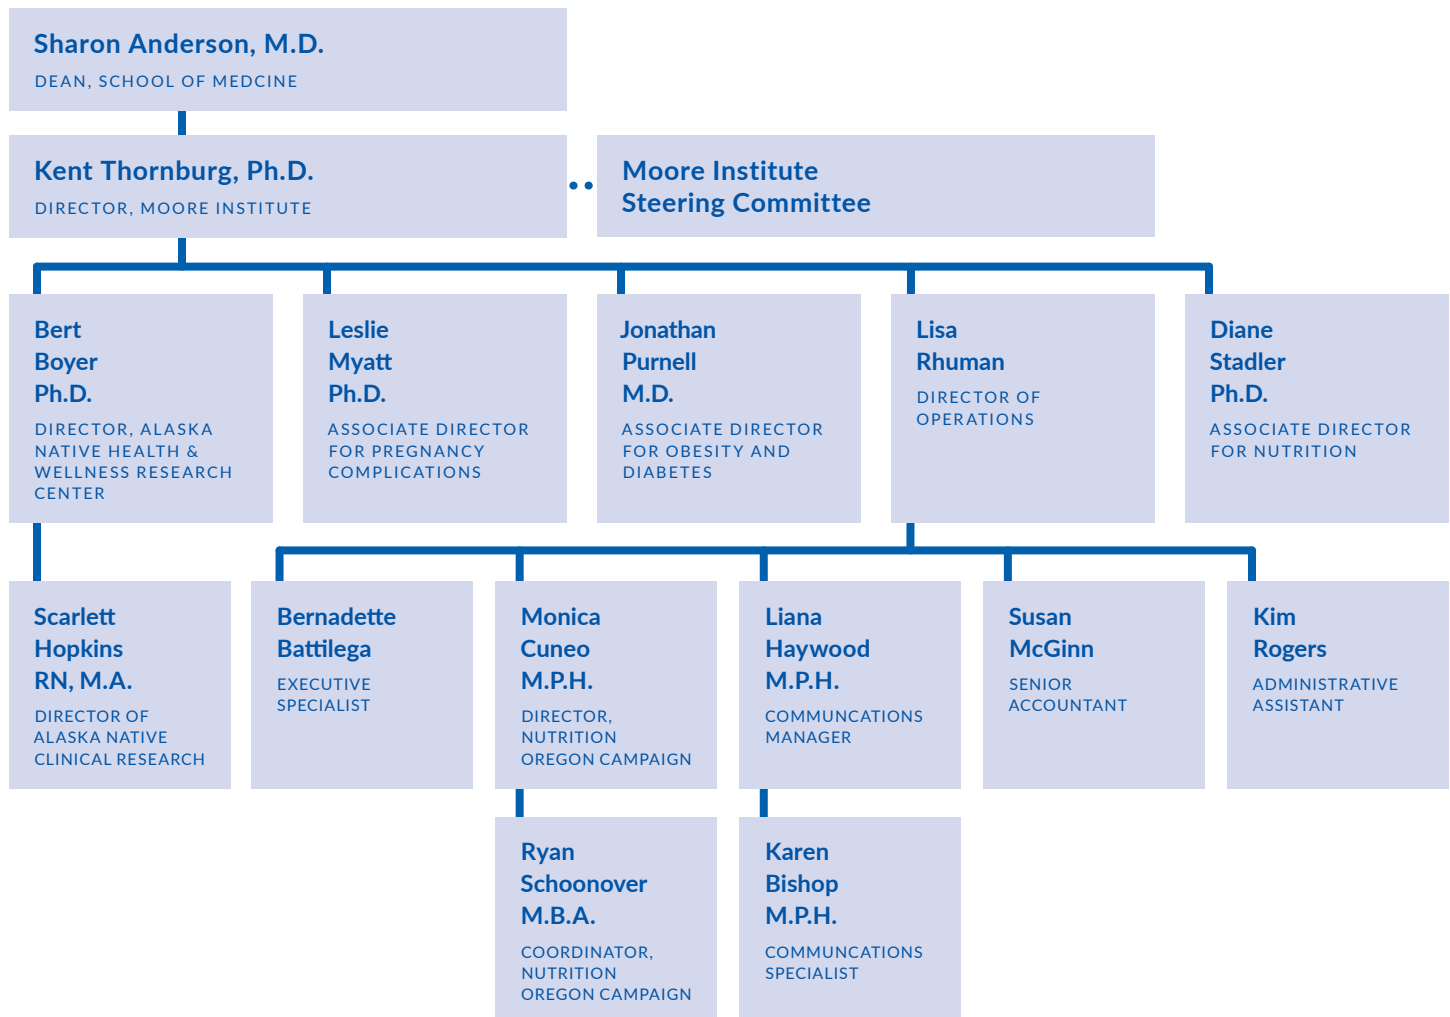 Sharon Anderson, M.D.
DEAN, SCHOOL OF MEDCINE
Kent Thornburg, Ph.D.
DIRECTOR, MOORE INSTITUTE
Moore Institute
Steering Committee
Bert
Boyer
Ph.D.
DIRECTOR, ALASKA
NATIVE HEALTH &
WELLNESS RESEARCH
CENTER
Leslie
Myatt
Ph.D.
ASSOCIATE DIRECTOR
FOR PREGNANCY
COMPLICATIONS
Jonathan
Purnell
M.D.
ASSOCIATE DIRECTOR
FOR OBESITY AND
DIABETES
Lisa
Rhuman
DIRECTOR OF
OPERATIONS
Diane
Stadler
Ph.D.
ASSOCIATE DIRECTOR
FOR NUTRITION
Scarlett
Hopkins
RN, M.A.
DIRECTOR OF
ALASKA NATIVE
CLINICAL RESEARCH
Bernadette
Battilega
EXECUTIVE
SPECIALIST
Monica
Cuneo
M.P.H.
DIRECTOR,
NUTRITION
OREGON CAMPAIGN
Liana
Haywood
M.P.H.
COMMUNCATIONS
MANAGER
Susan
McGinn
SENIOR
ACCOUNTANT
Kim
Rogers
ADMINISTRATIVE
ASSISTANT
Ryan
Schoonover
M.B.A.
COORDINATOR,
NUTRITION
OREGON CAMPAIGN
Karen
Bishop
M.P.H.
COMMUNCATIONS
SPECIALIST